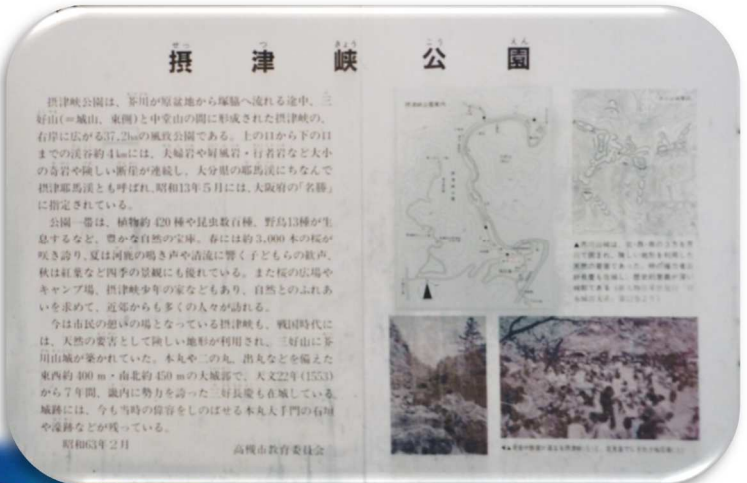 せっ つ きょう こう えん
摂津峡公園
摂津峡公園は、芥川が原盆地から塚脇へ流れる途中、三
好山(=城山、東側)と中堂山の間に形成された摂津峡の、
右岸に広がる37.2haの風致公園である。上の口から下の口
までの渓谷約4kmには、夫婦岩や屏風岩・行者岩など大小
の奇岩や険しい断崖が連続し、大分県の耶馬渓にちなんで
摂津耶馬渓とも呼ばれ、昭和13年5月には、大阪府の「名勝」
に指定されている。
公園一帯は、植物約420種や昆虫数百種、野鳥13種が生
息するなど、豊かな自然の宝庫。春には約3,000本の桜が
咲き誇り、夏は河鹿の鳴き声や清流に響く子どもらの歓声、
秋は紅葉など四季の景観にも優れている。また桜の広場や
キャンプ場、摂津峡少年の家などもあり、自然とのふれあ
いを求めて、近郊からも多くの人々が訪れる。
今は市民の憩いの場となっている摂津峡も、戦国時代に
は、天然の要害として険しい地形が利用され、三好山に芥
川山城が築かれていた。本丸や二の丸、出丸などを備えた
東西約400m・南北約450mの大城郭で、天文22年(1553)
から7年間、畿内に勢力を誇った三好長慶も在城している。
城跡には、今も当時の偉容をしのばせる本丸大手門の石垣
や濠跡などが残っている。
昭和63年2月
高槻市教育委員会